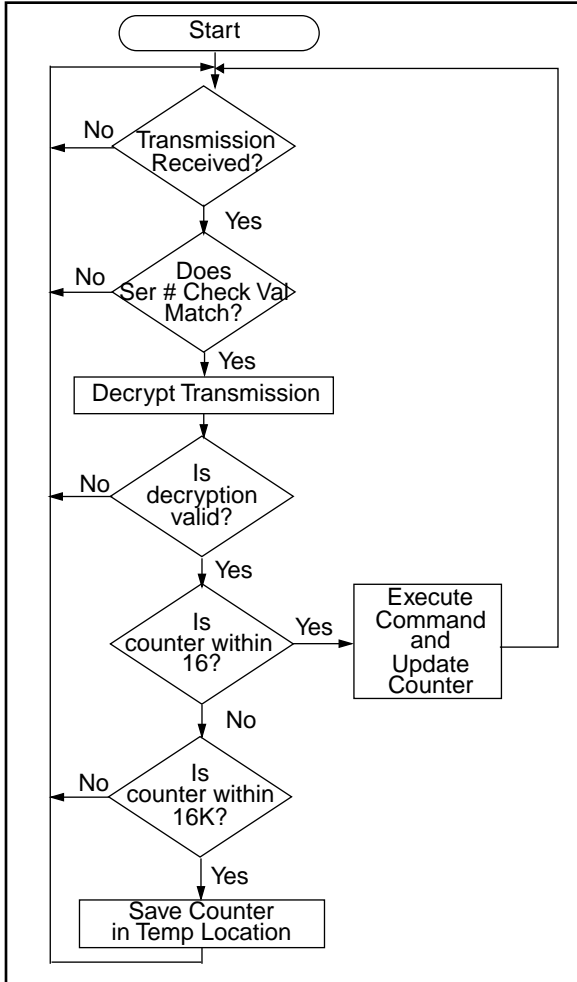 Start
No
Transmission
Received?
Yes
No
Does
Ser # Check Val
Match?
Yes
Decrypt Transmission
No
Is
decryption
valid?
Yes
Is
counter within
16?
Yes
Execute
Command
and
Update
Counter
No
No
Is
counter within
16K?
Yes
Save Counter
in Temp Location